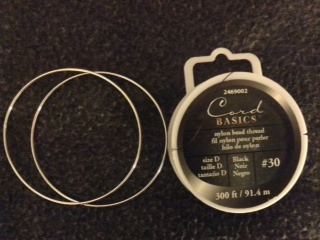 2469002
Cord
BASICS
nylon bead thread
fil nylon pour perler
hilo de nylon
size D Black
taille D Noir #30
tamaño D Negro
300 ft / 91.4 m